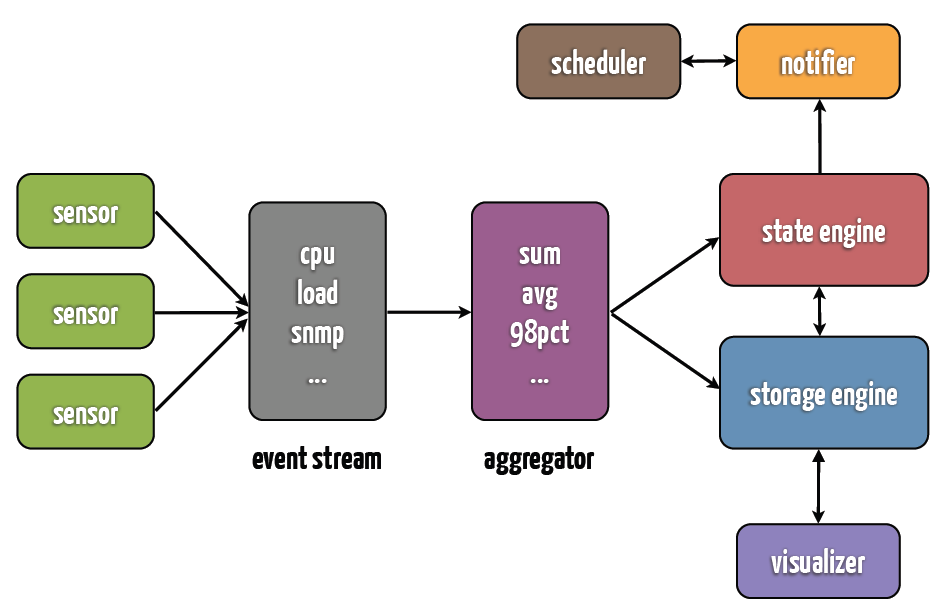 scheduler
notifier
sensor
sensor
sensor
cpu
load
snmp
...
event stream
sum
avg
98pct
...
aggregator
state engine
storage engine
visualizer